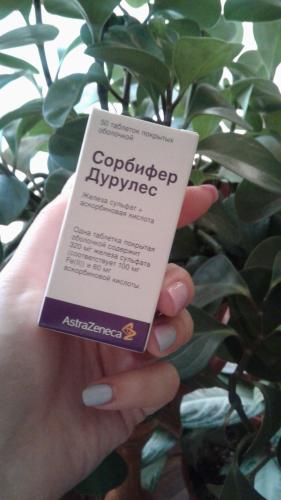 50 таблеток покрытых
оболочкой
Сорбифер
Дурулес
Железа сульфат +
аскорбиновая кислота
Одна таблетка покрытая
оболочкой содержит
320 мг железа сульфата
(соответствует 100 мг
Fe(II)) и 60 мг
аскорбиновой кислоты.
AstraZeneca